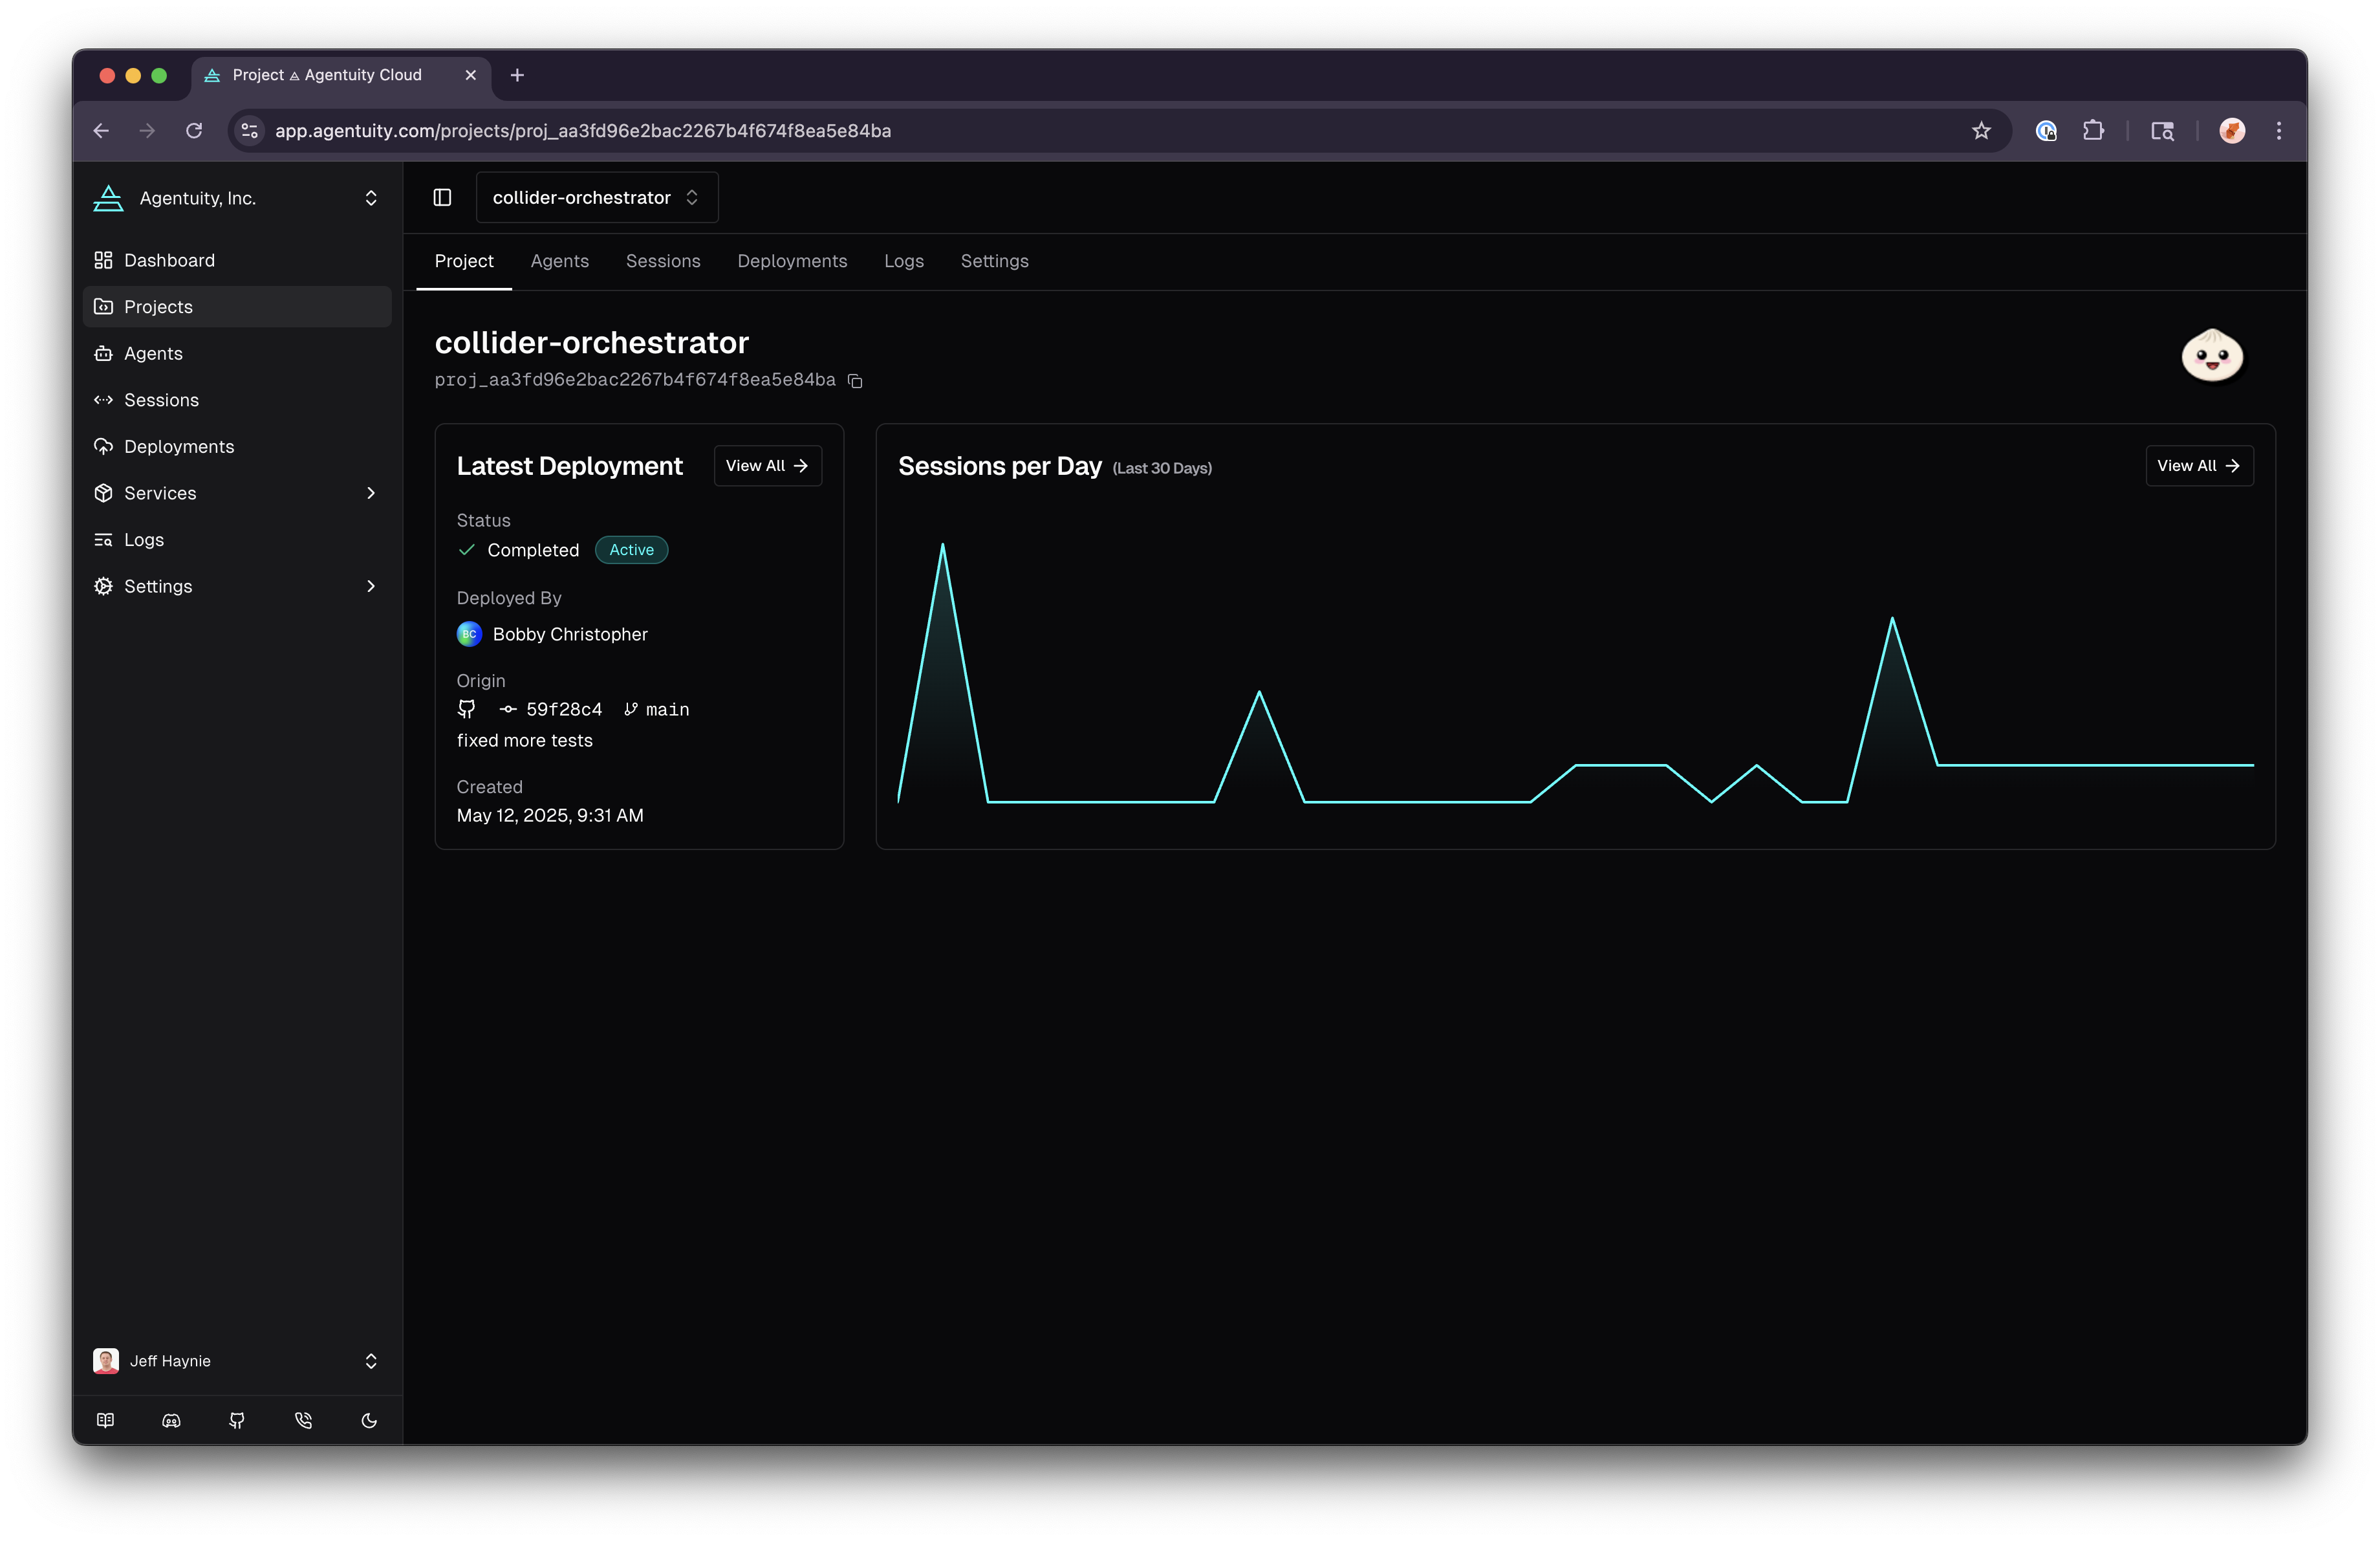 Project ⟁ Agentuity Cloud
app.agentuity.com/projects/proj_aa3fd96e2bac2267b4f674f8ea5e84ba
Agentuity, Inc.
collider-orchestrator
Dashboard
Projects
Agents
Sessions
Deployments
Services
Logs
Settings
Jeff Haynie
Project Agents Sessions Deployments Logs Settings
collider-orchestrator
proj_aa3fd96e2bac2267b4f674f8ea5e84ba
Latest Deployment View All
Status
Completed Active
Deployed By
BC Bobby Christopher
Origin
59f28c4 main
fixed more tests
Created
May 12, 2025, 9:31 AM
Sessions per Day (Last 30 Days) View All